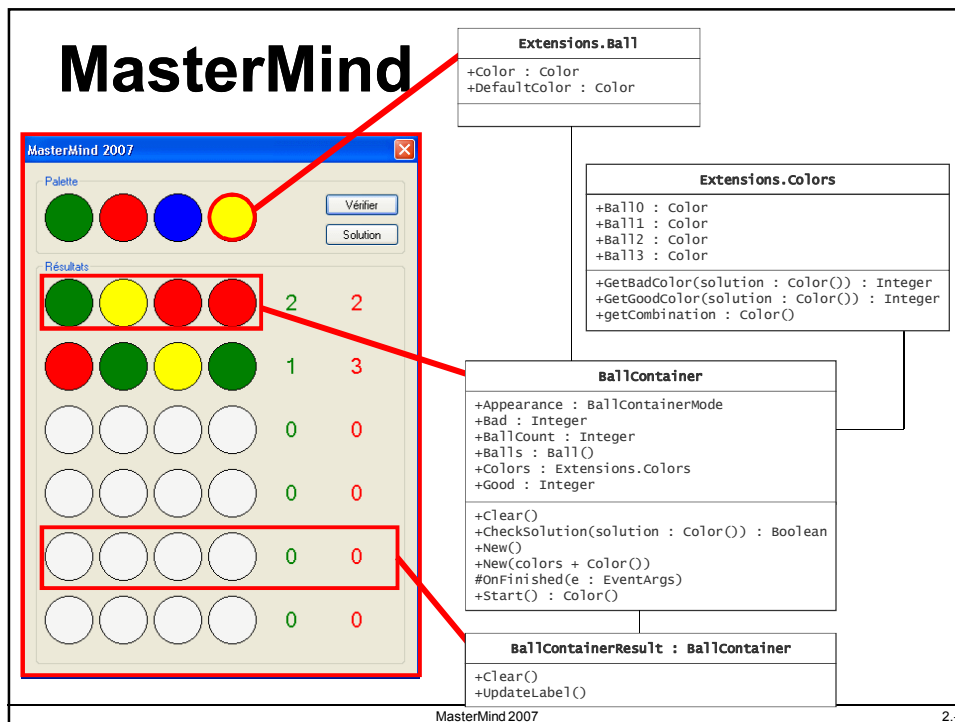 MasterMind
Extensions.Ball
+Color : Color
+DefaultColor : Color
MasterMind 2007
Palette
Vérifier
Solution
Résultats
2 2
1 3
0 0
0 0
0 0
0 0
Extensions.Colors
+Ball0 : Color
+Ball1 : Color
+Ball2 : Color
+Ball3 : Color
+GetBadColor(solution : Color()) : Integer
+GetGoodColor(solution : Color()) : Integer
+getCombination : Color()
BallContainer
+Appearance : BallContainerMode
+Bad : Integer
+BallCount : Integer
+Balls : Ball()
+Colors : Extensions.Colors
+Good : Integer
+Clear()
+CheckSolution(solution : Color()) : Boolean
+New()
+New(colors + Color())
#OnFinished(e : EventArgs)
+Start() : Color()
BallContainerResult : BallContainer
+Clear()
+UpdateLabel()
MasterMind 2007
2.